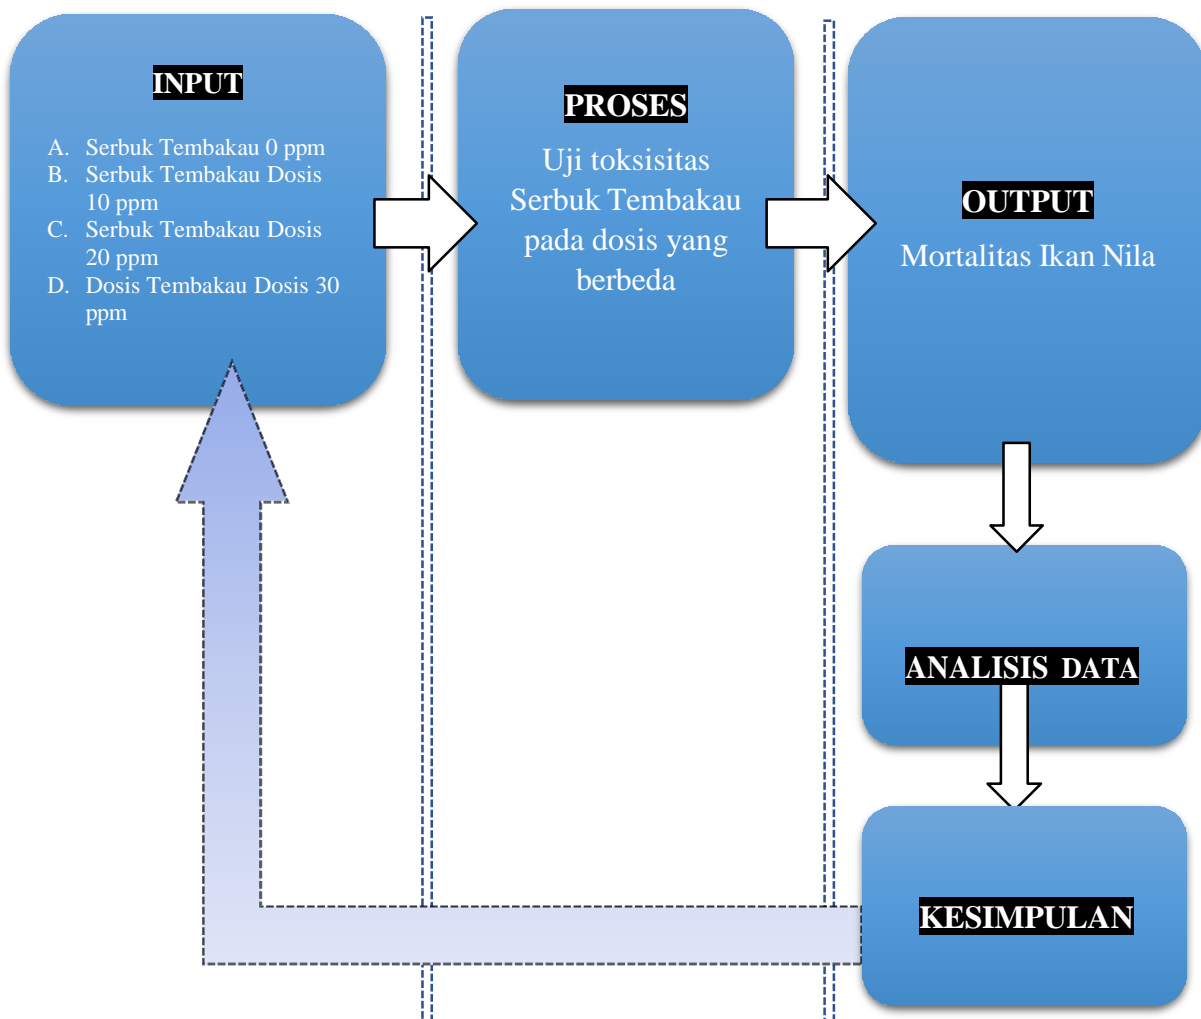 INPUT
A. Serbuk Tembakau 0 ppm
B. Serbuk Tembakau Dosis
10 ppm
C. Serbuk Tembakau Dosis
20 ppm
D. Dosis Tembakau Dosis 30
ppm
PROSES
Uji toksisitas
Serbuk Tembakau
pada dosis yang
berbeda
OUTPUT
Mortalitas Ikan Nila
ANALISIS DATA
KESIMPULAN